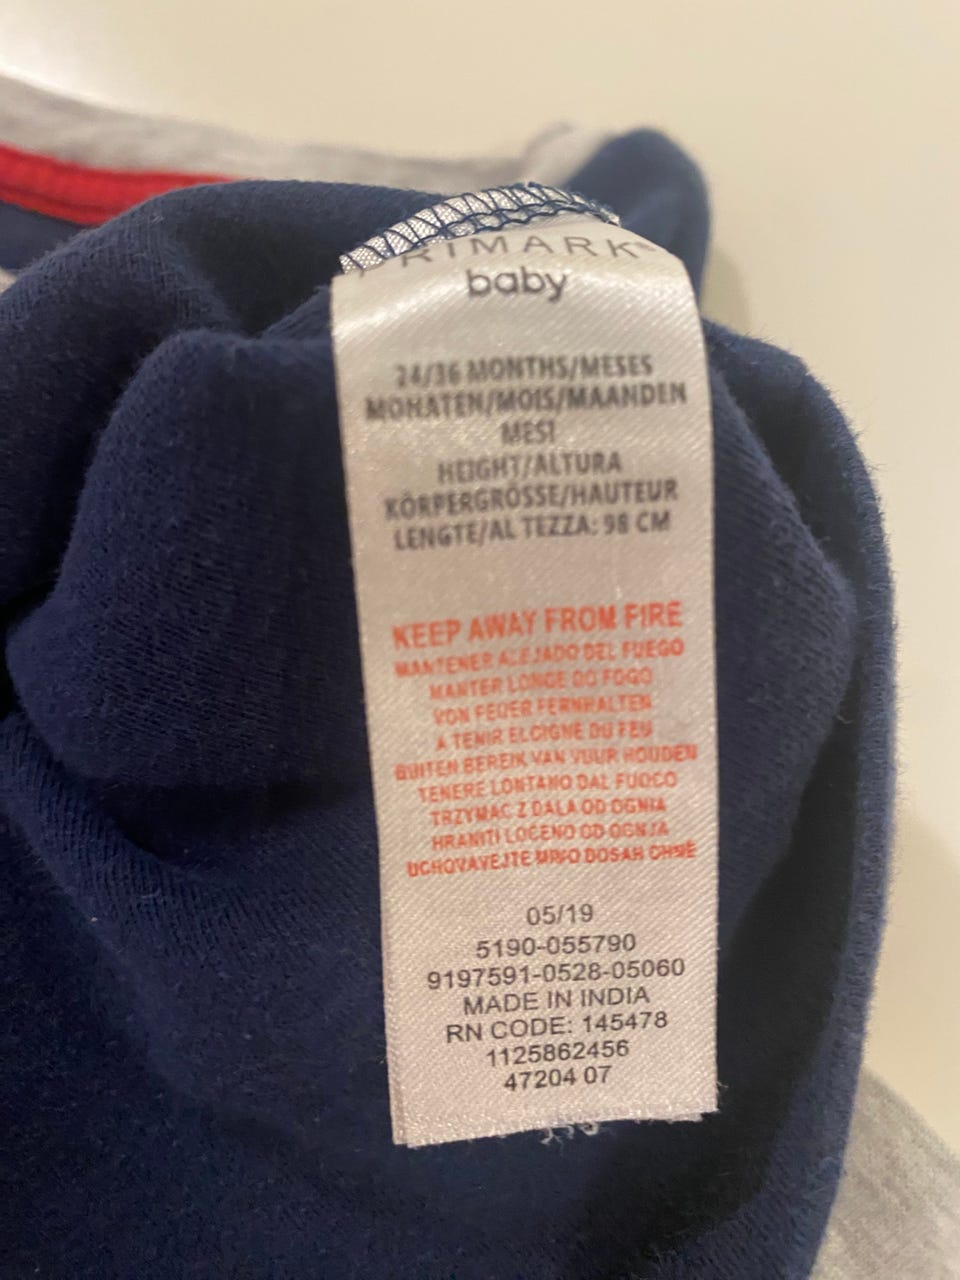 PRIMARK®
baby
24/36 MONTHS/MESES
MONATEN/MOIS/MAANDEN
MESI
HEIGHT/ALTURA
KÖRPERGRÖSSE/HAUTEUR
LENGTE/ALTEZZA: 98 CM
KEEP AWAY FROM FIRE
MANTENER ALEJADO DEL FUEGO
MANTER LONGE DO FOGO
VON FEUER FERNHALTEN
A TENIR ELOIGNE DU FEU
BUITEN BEREIK VAN VUUR HOUDEN
TENERE LONTANO DAL FUOCO
TRZYMAC Z DALA OD OGNIA
HRANITI LOCENO OD OGNJA
UCHOVAVEJTE MIMO DOSAH OHNĚ
05/19
5190-055790
9197591-0528-05060
MADE IN INDIA
RN CODE: 145478
1125862456
47204 07